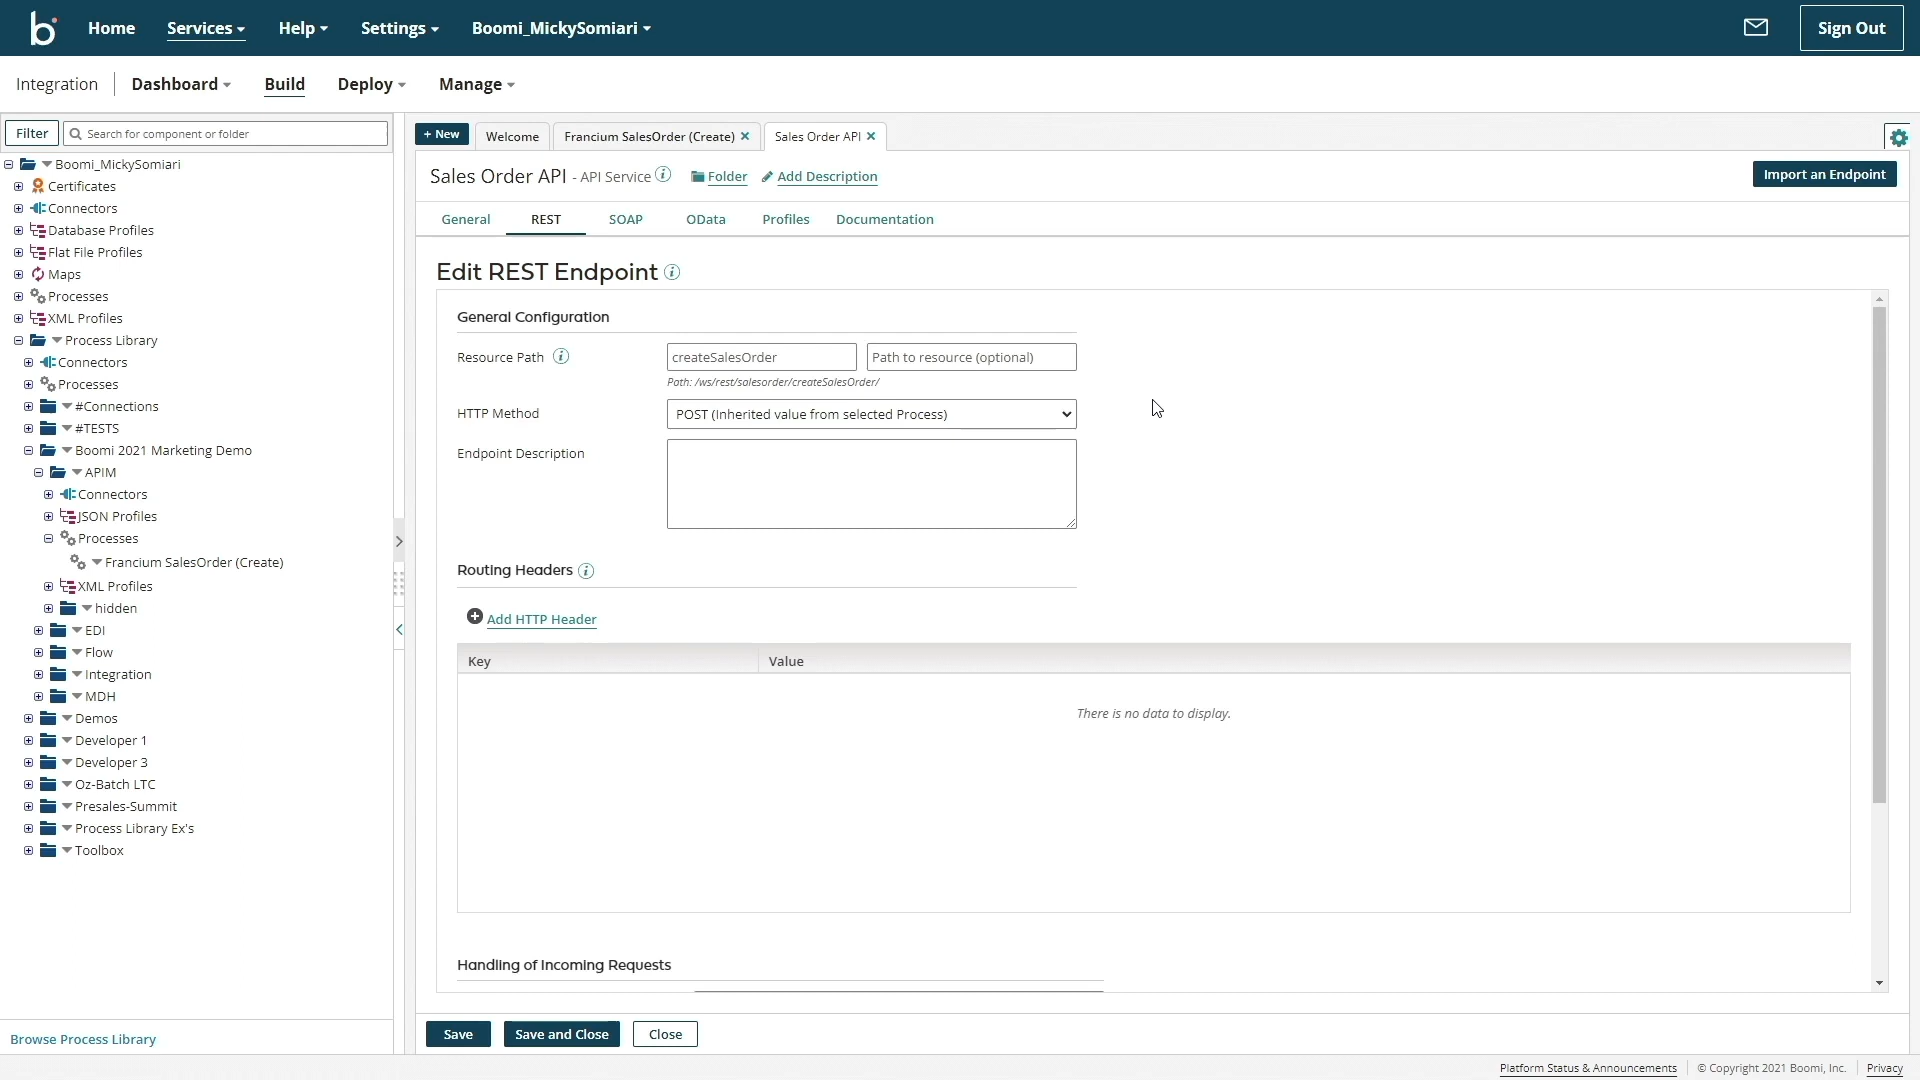 b Home Services Help Settings Boomi_MickySomiari Sign Out
Integration Dashboard Build Deploy Manage
Filter Search for component or folder
Boomi_MickySomiari
Certificates
Connectors
Database Profiles
Flat File Profiles
Maps
Processes
XML Profiles
Process Library
Connectors
Processes
#Connections
#TESTS
Boomi 2021 Marketing Demo
APIM
Connectors
JSON Profiles
Processes
Francium SalesOrder (Create)
XML Profiles
hidden
EDI
Flow
Integration
MDH
Demos
Developer 1
Developer 3
Oz-Batch LTC
Presales-Summit
Process Library Ex's
Toolbox
Browse Process Library
+ New Welcome Francium SalesOrder (Create) Sales Order API
Sales Order API - API Service Folder Add Description Import an Endpoint
General REST SOAP OData Profiles Documentation
Edit REST Endpoint
General Configuration
Resource Path createSalesOrder Path to resource (optional)
Path: /ws/rest/salesorder/createSalesOrder/
HTTP Method POST (Inherited value from selected Process)
Endpoint Description
Routing Headers
Add HTTP Header
Key Value
There is no data to display.
Handling of Incoming Requests
Save Save and Close Close
Platform Status & Announcements © Copyright 2021 Boomi, Inc. Privacy